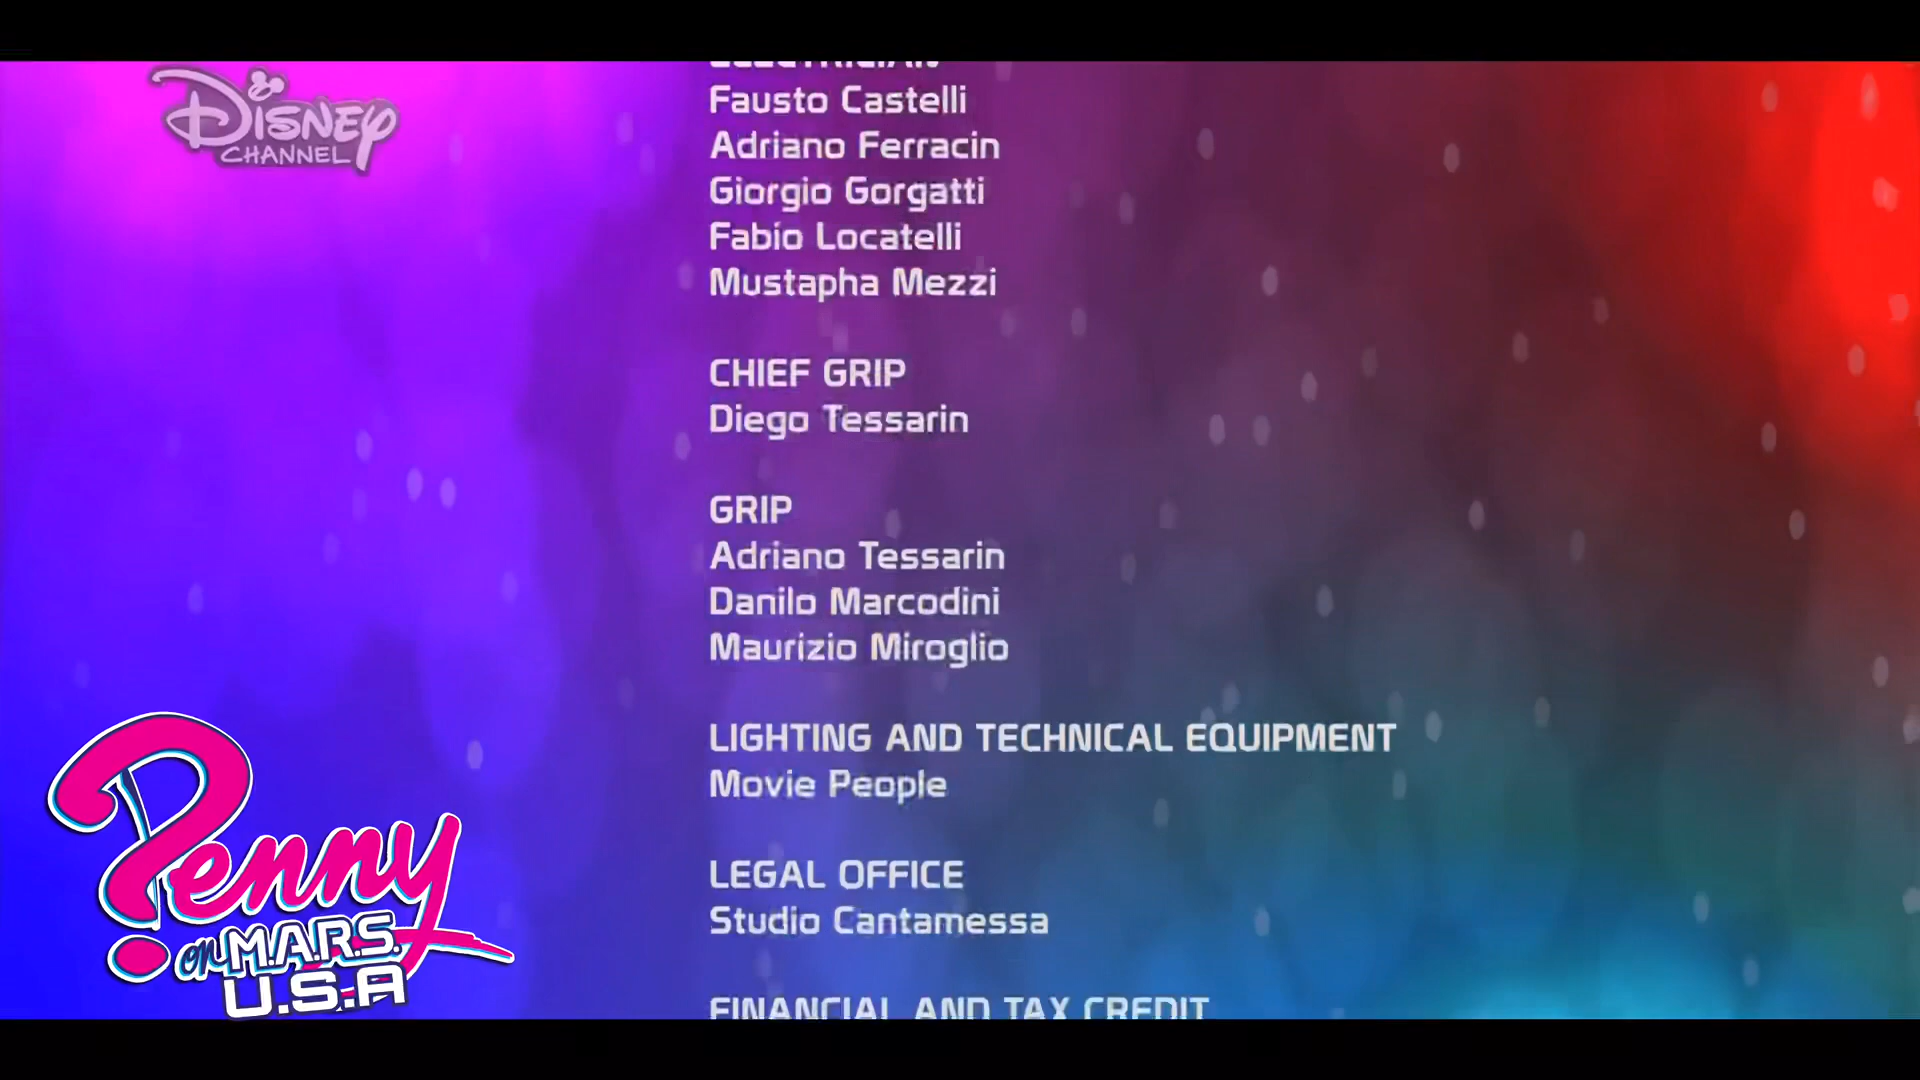 DISNEY
CHANNEL
ELECTRICIAN
Fausto Castelli
Adriano Ferracin
Giorgio Gorgatti
Fabio Locatelli
Mustapha Mezzi
CHIEF GRIP
Diego Tessarin
GRIP
Adriano Tessarin
Danilo Marcodini
Maurizio Miroglio
LIGHTING AND TECHNICAL EQUIPMENT
Movie People
LEGAL OFFICE
Studio Cantamessa
FINANCIAL AND TAX CREDIT
Penny
on M.A.R.S.
U.S.A